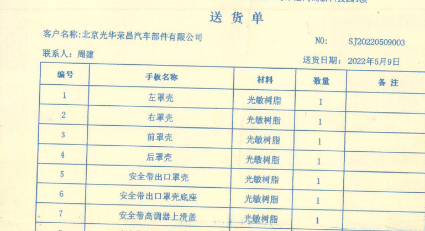 送货单
客户名称:北京光华荣昌汽车部件有限公司 NO: SJ20220509003
联系人:周建 送货日期: 2022年5月9日
编号 手板名称 材料 数量 备注
1 左罩壳 光敏树脂 1
2 右罩壳 光敏树脂 1
3 前罩壳 光敏树脂 1
4 后罩壳 光敏树脂 1
5 安全带出口罩壳 光敏树脂 1
6 安全带出口罩壳底座 光敏树脂 1
7 安全带高调器上滑盖 光敏树脂 1